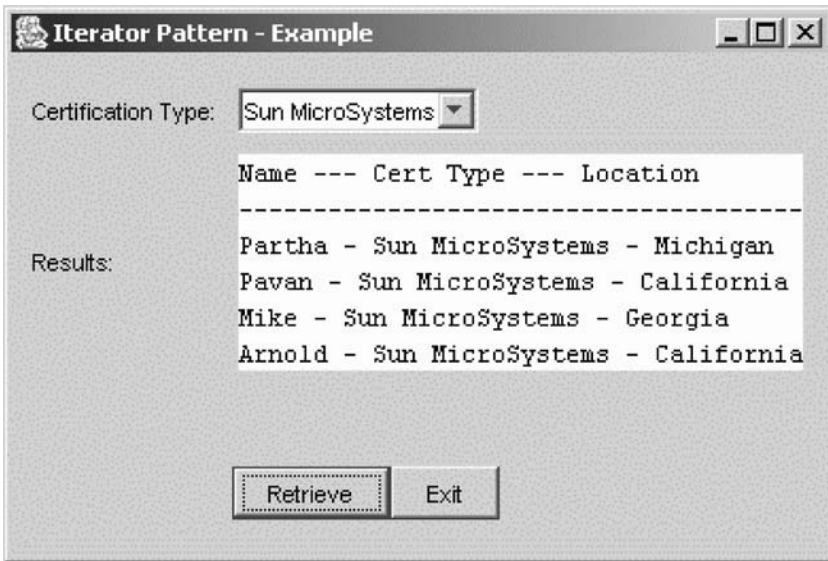 Iterator Pattern - Example
Certification Type: Sun MicroSystems
Name --- Cert Type --- Location
--------------------------------------
Results:
Partha - Sun MicroSystems - Michigan
Pavan - Sun MicroSystems - California
Mike - Sun MicroSystems - Georgia
Arnold - Sun MicroSystems - California
Retrieve Exit